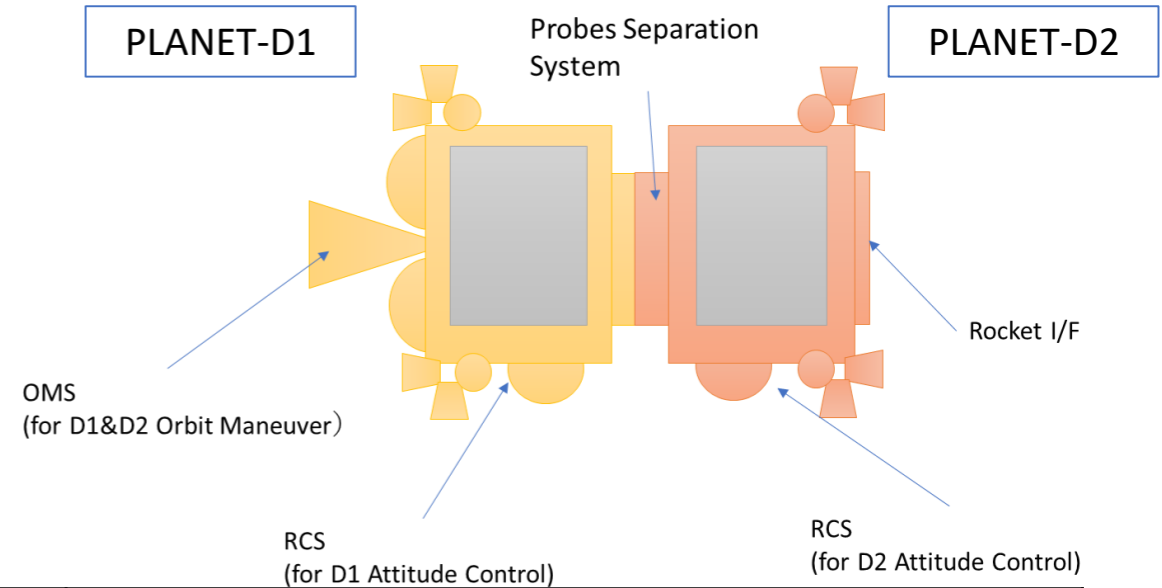 PLANET-D1
Probes Separation
System
PLANET-D2
Rocket I/F
OMS
(for D1&D2 Orbit Maneuver）
RCS
(for D1 Attitude Control)
RCS
(for D2 Attitude Control)